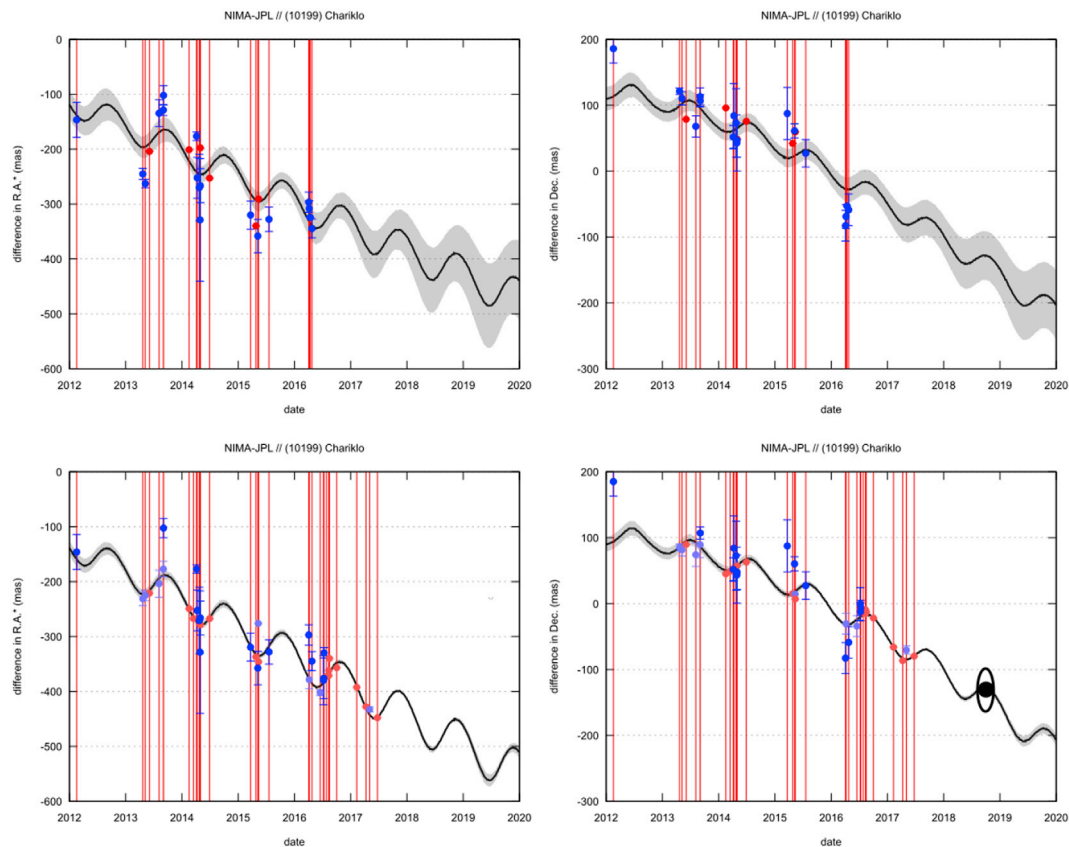 NIMA-JPL // (10199) Chariklo
difference in R.A.* (mas)
0
-100
-200
-300
-400
-500
-600
2012 2013 2014 2015 2016 2017 2018 2019 2020
date
NIMA-JPL // (10199) Chariklo
difference in Dec. (mas)
200
100
0
-100
-200
-300
2012 2013 2014 2015 2016 2017 2018 2019 2020
date
NIMA-JPL // (10199) Chariklo
difference in R.A.* (mas)
0
-100
-200
-300
-400
-500
-600
2012 2013 2014 2015 2016 2017 2018 2019 2020
date
NIMA-JPL // (10199) Chariklo
difference in Dec. (mas)
200
100
0
-100
-200
-300
2012 2013 2014 2015 2016 2017 2018 2019 2020
date